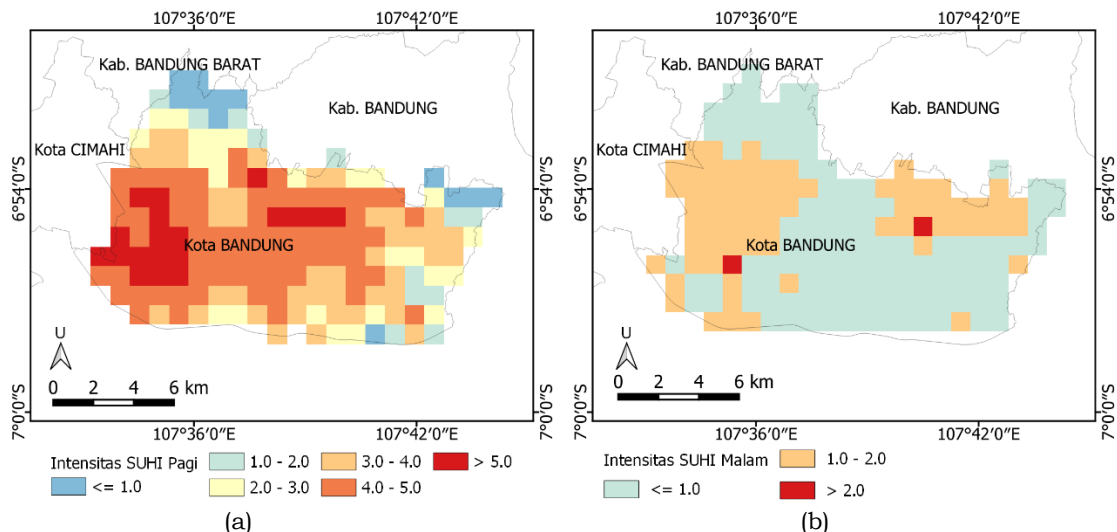 107°36′0″E 107°42′0″E
Kab. BANDUNG BARAT
Kab. BANDUNG
Kota CIMAHI
6°54′0″S
6°54′0″S
Kota BANDUNG
U
0 2 4 6 km
7°0′0″S
7°0′0″S
107°36′0″E 107°42′0″E
Intensitas SUHI Pagi
<= 1.0
1.0 - 2.0
2.0 - 3.0
3.0 - 4.0
4.0 - 5.0
> 5.0
(a)
107°36′0″E 107°42′0″E
Kab. BANDUNG BARAT
Kab. BANDUNG
Kota CIMAHI
6°54′0″S
6°54′0″S
Kota BANDUNG
U
0 2 4 6 km
7°0′0″S
7°0′0″S
107°36′0″E 107°42′0″E
Intensitas SUHI Malam
<= 1.0
1.0 - 2.0
> 2.0
(b)